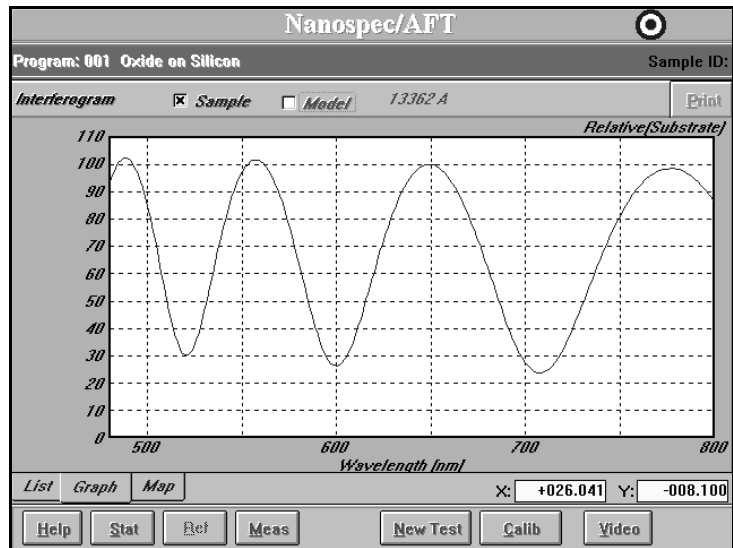 Nanospec/AFT
Program: 001 Oxide on Silicon Sample ID:
Interferogram Sample Model 13362 A Print
Relative[Substrate]
110
100
90
80
70
60
50
40
30
20
10
0
500 600 700 800
Wavelength [nm]
List Graph Map X: +026.041 Y: -008.100
Help Stat Ref Meas New Test Calib Video